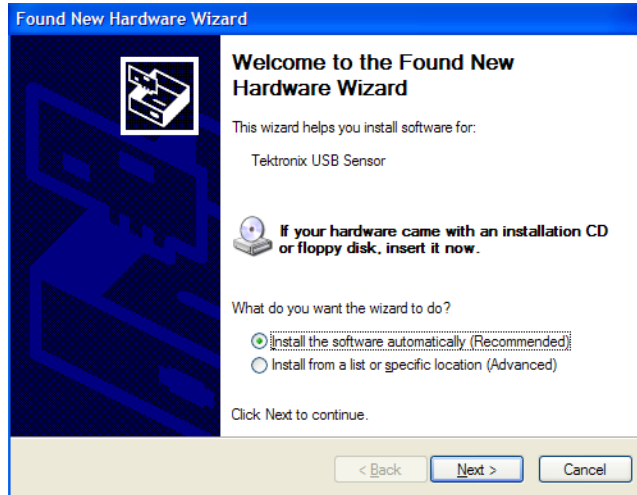 Found New Hardware Wizard
Welcome to the Found New
Hardware Wizard
This wizard helps you install software for:
Tektronix USB Sensor
If your hardware came with an installation CD
or floppy disk, insert it now.
What do you want the wizard to do?
Install the software automatically (Recommended)
Install from a list or specific location (Advanced)
Click Next to continue.
< Back
Next >
Cancel